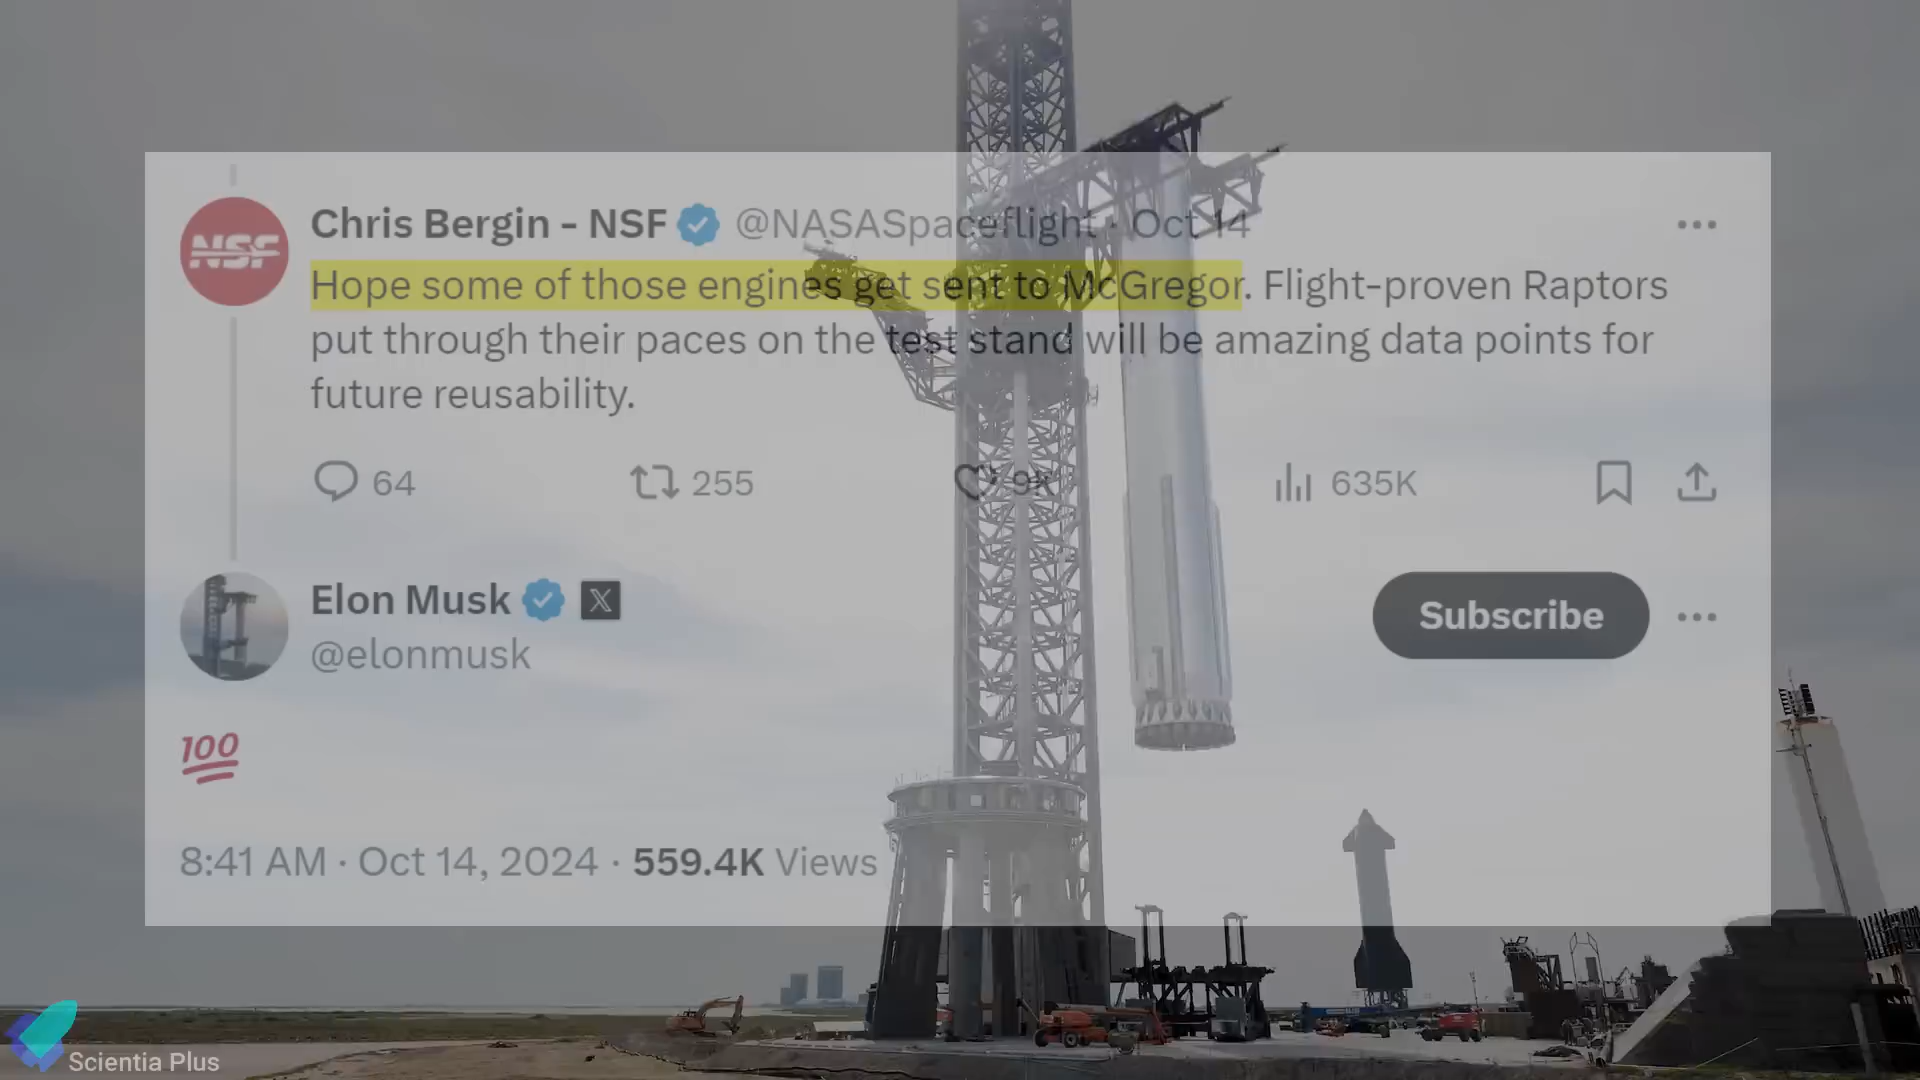 NSF
Chris Bergin - NSF @NASASpaceflight · Oct 14
Hope some of those engines get sent to McGregor. Flight-proven Raptors
put through their paces on the test stand will be amazing data points for
future reusability.
64 255 9K 635K
Elon Musk
@elonmusk
Subscribe
💯
8:41 AM · Oct 14, 2024 · 559.4K Views
Scientia Plus